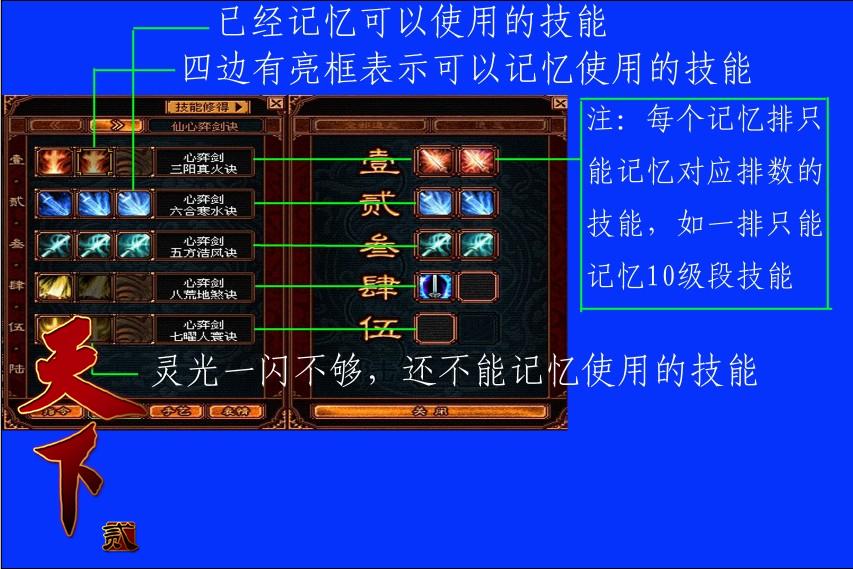 已经记忆可以使用的技能
四边有亮框表示可以记忆使用的技能
技能修得
仙心弈剑诀
注：每个记忆排只
能记忆对应排数的
技能，如一排只能
记忆10级段技能
壹
心弈剑
三阳真火诀
壹
贰
心弈剑
六合寒水诀
贰
叁
心弈剑
五方浩风诀
叁
肆
心弈剑
八荒地煞诀
肆
伍
心弈剑
七曜人寰诀
伍
陆
灵光一闪不够，还不能记忆使用的技能
指令
手艺
表情
关闭
天下
贰